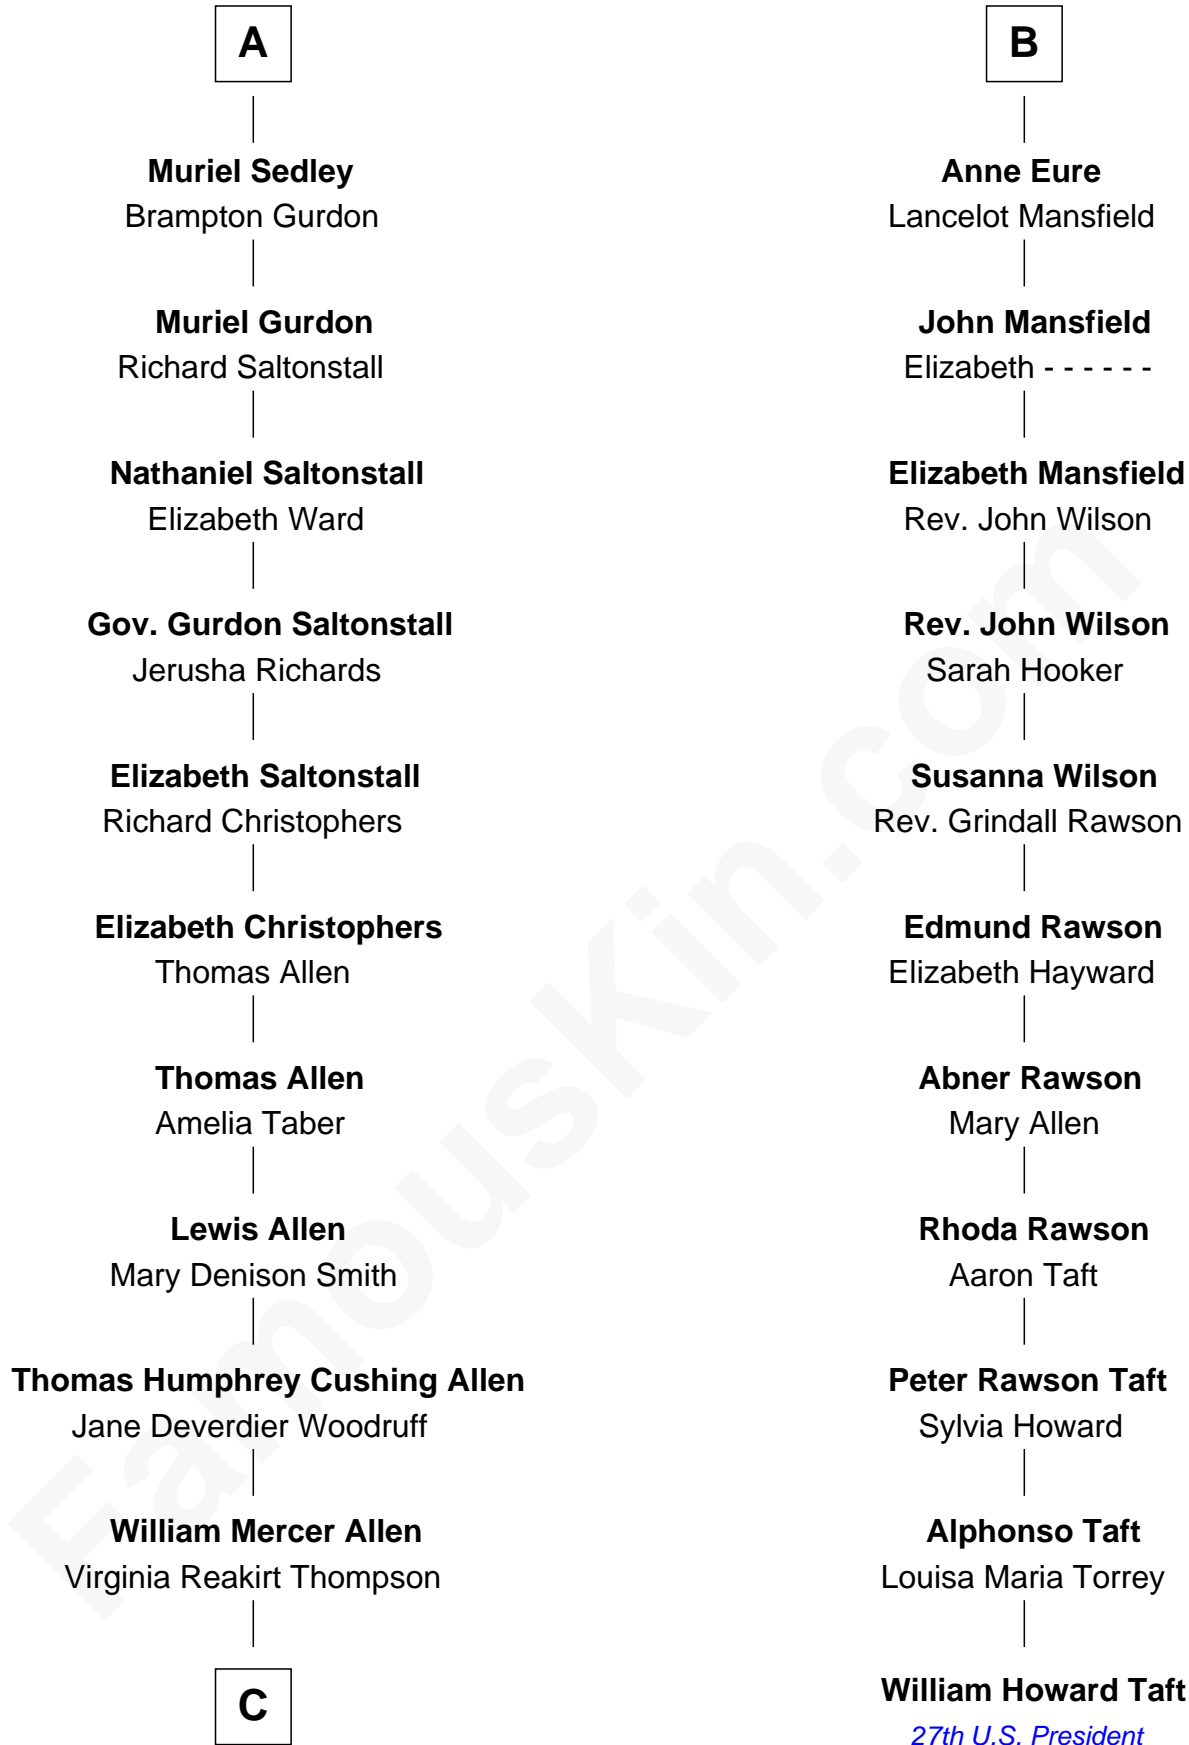 A
Muriel Sedley
Brampton Gurdon
Muriel Gurdon
Richard Saltonstall
Nathaniel Saltonstall
Elizabeth Ward
Gov. Gurdon Saltonstall
Jerusha Richards
Elizabeth Saltonstall
Richard Christophers
Elizabeth Christophers
Thomas Allen
Thomas Allen
Amelia Taber
Lewis Allen
Mary Denison Smith
Thomas Humphrey Cushing Allen
Jane Deverdier Woodruff
William Mercer Allen
Virginia Reakirt Thompson
C
B
Anne Eure
Lancelot Mansfield
John Mansfield
Elizabeth - - - - - -
Elizabeth Mansfield
Rev. John Wilson
Rev. John Wilson
Sarah Hooker
Susanna Wilson
Rev. Grindall Rawson
Edmund Rawson
Elizabeth Hayward
Abner Rawson
Mary Allen
Rhoda Rawson
Aaron Taft
Peter Rawson Taft
Sylvia Howard
Alphonso Taft
Louisa Maria Torrey
William Howard Taft
27th U.S. President
FamousKin.com